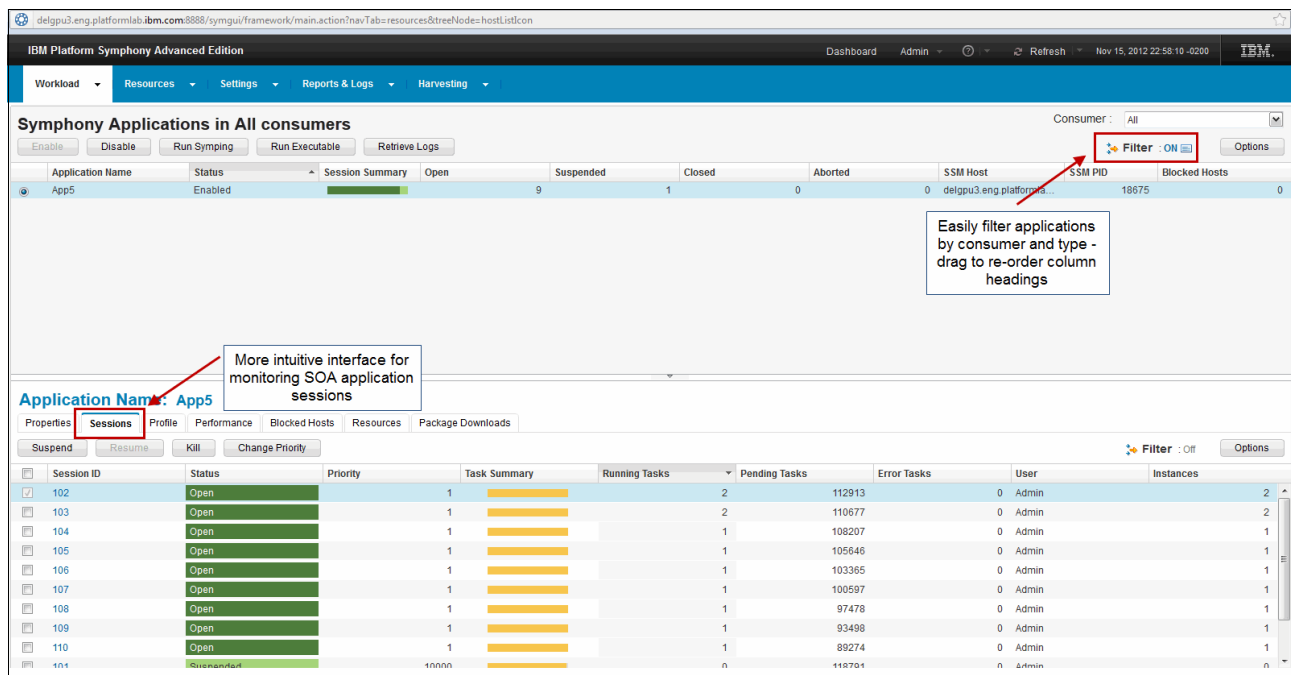 delgpu3.eng.platformlab.ibm.com:8888/symgui/framework/main.action?navTab=resources&treeNode=hostListIcon
IBM Platform Symphony Advanced Edition
Dashboard Admin Refresh Nov 15, 2012 22:58:10 -0200 IBM.
Workload Resources Settings Reports & Logs Harvesting
Symphony Applications in All consumers
Consumer : All
Enable Disable Run Symping Run Executable Retrieve Logs
Filter : ON Options
Application Name Status Session Summary Open Suspended Closed Aborted SSM Host SSM PID Blocked Hosts
App5 Enabled 9 1 0 0 delgpu3.eng.platformla... 18675 0
Easily filter applications
by consumer and type -
drag to re-order column
headings
More intuitive interface for
monitoring SOA application
sessions
Application Name: App5
Properties Sessions Profile Performance Blocked Hosts Resources Package Downloads
Suspend Resume Kill Change Priority
Filter : Off Options
Session ID Status Priority Task Summary Running Tasks Pending Tasks Error Tasks User Instances
102 Open 1 2 112913 0 Admin 2
103 Open 1 2 110677 0 Admin 2
104 Open 1 1 108207 0 Admin 1
105 Open 1 1 105646 0 Admin 1
106 Open 1 1 103365 0 Admin 1
107 Open 1 1 100597 0 Admin 1
108 Open 1 1 97478 0 Admin 1
109 Open 1 1 93498 0 Admin 1
110 Open 1 1 89274 0 Admin 1
101 Suspended 10000 0 118791 0 Admin 0